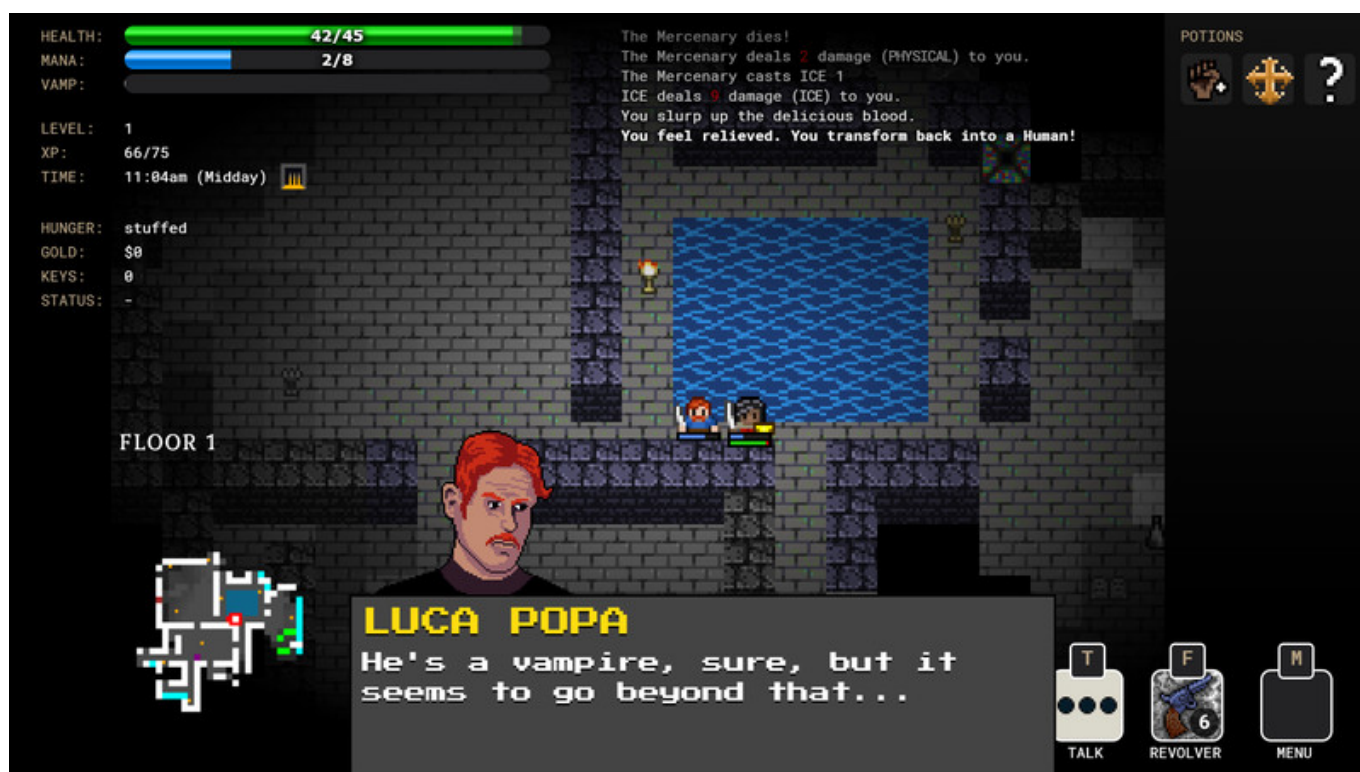 HEALTH: 42/45
MANA: 2/8
VAMP:
LEVEL: 1
XP: 66/75
TIME: 11:04am (Midday)
HUNGER: stuffed
GOLD: $0
KEYS: 0
STATUS: -
The Mercenary dies!
The Mercenary deals 2 damage (PHYSICAL) to you.
The Mercenary casts ICE 1
ICE deals 9 damage (ICE) to you.
You slurp up the delicious blood.
You feel relieved. You transform back into a Human!
POTIONS
?
FLOOR 1
LUCA POPA
He's a vampire, sure, but it
seems to go beyond that...
T
TALK
F
6
REVOLVER
M
MENU